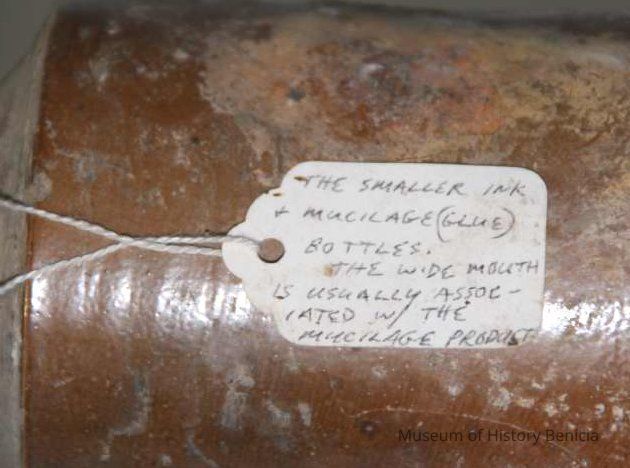 THE SMALLER INK
+ MUCILAGE (GLUE)
BOTTLES.
THE WIDE MOUTH
IS USUALLY ASSOC-
IATED W/ THE
MUCILAGE PRODUCT
Museum of History Benicia